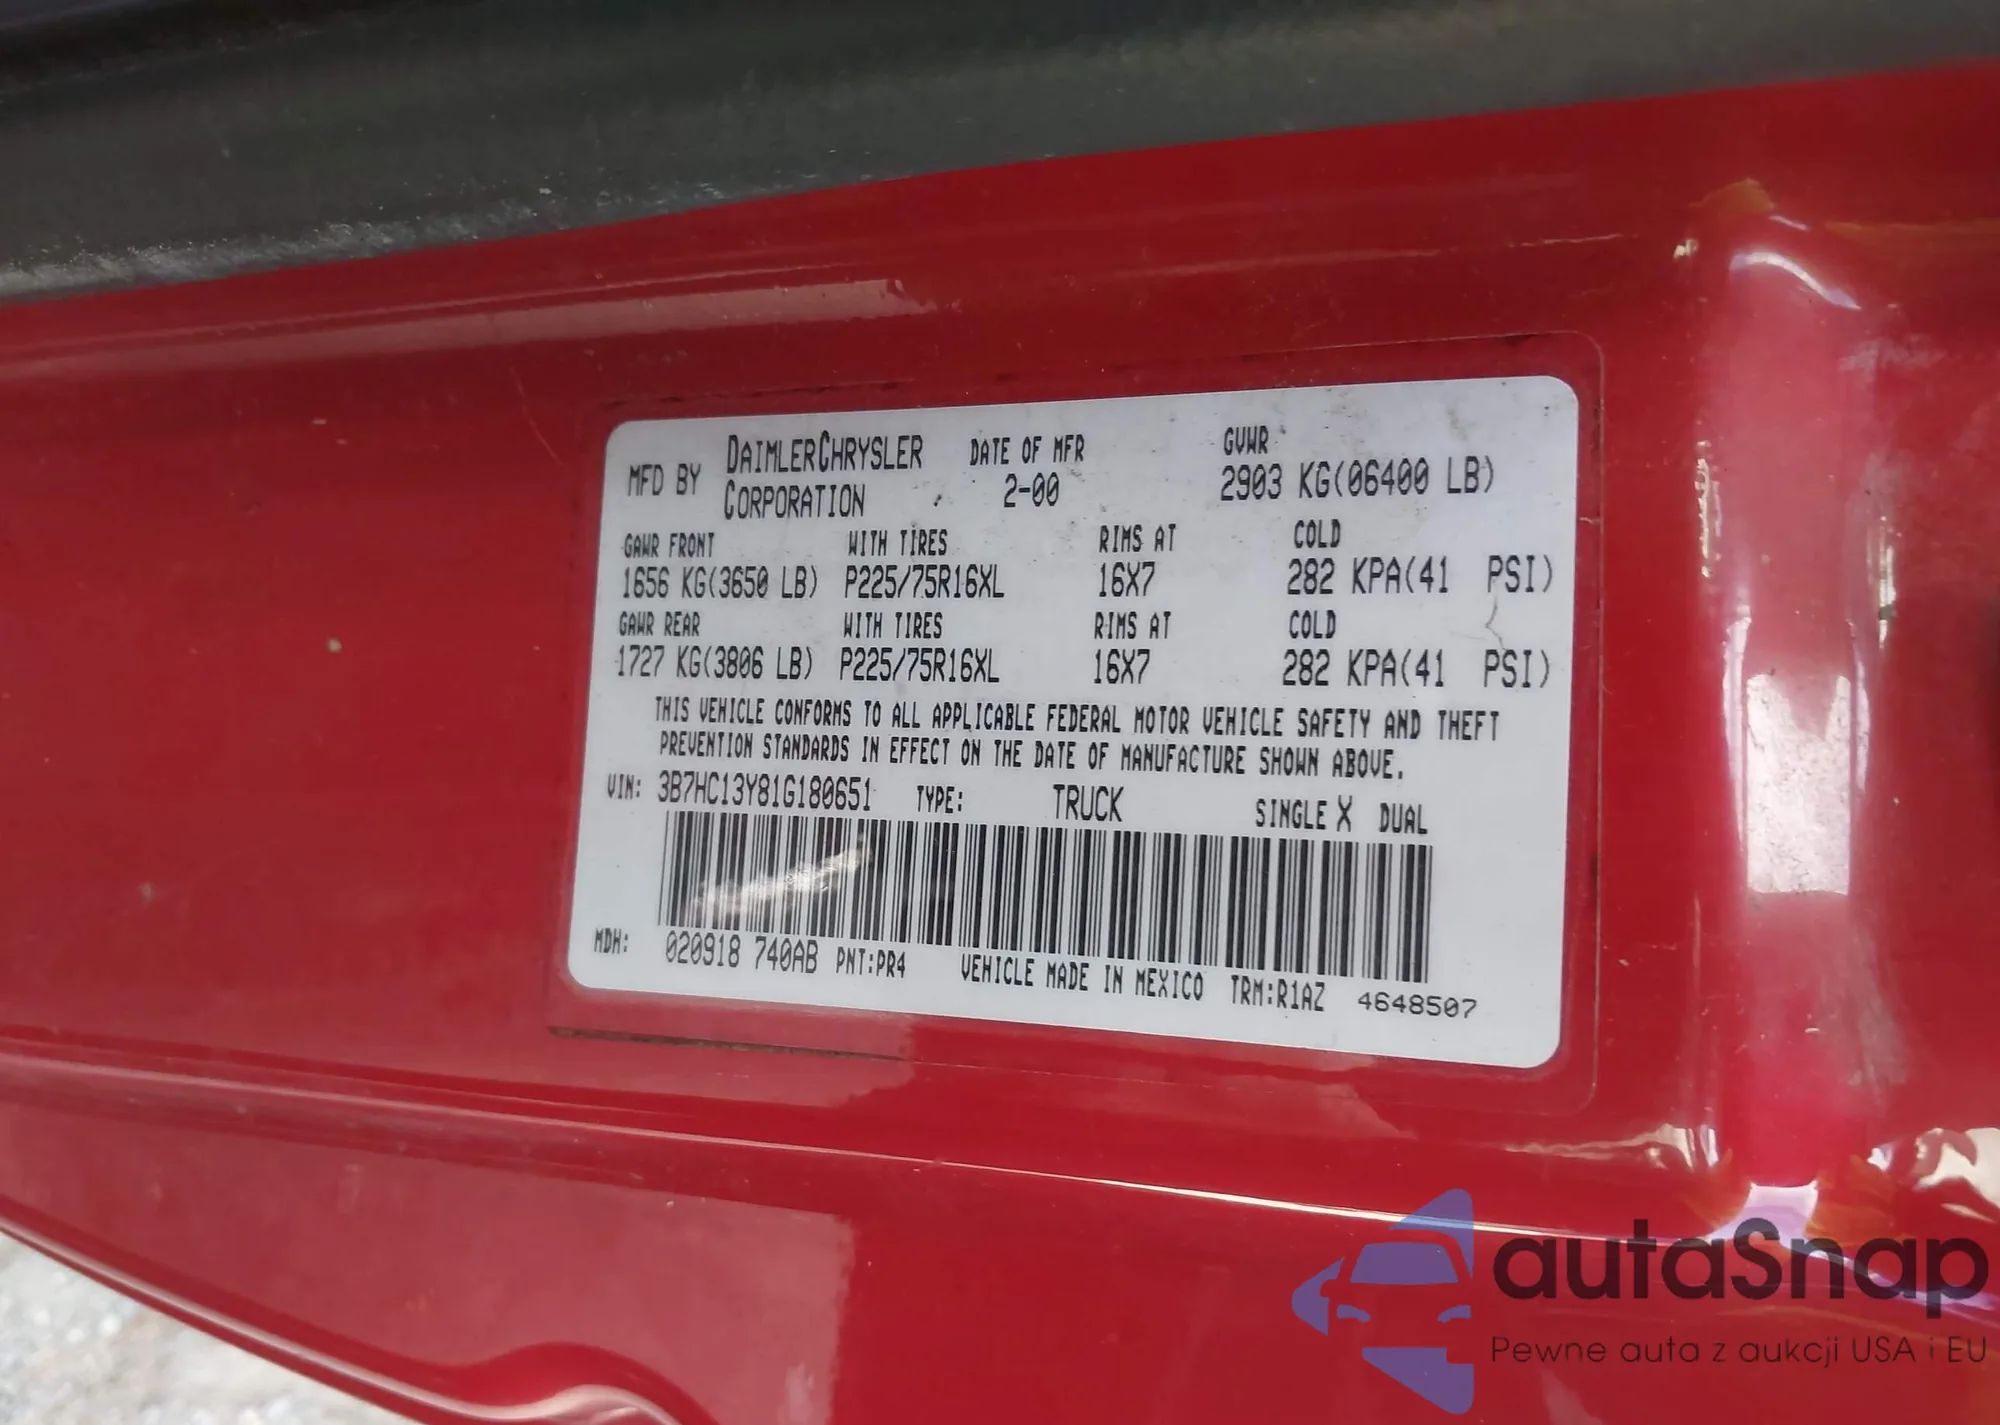 MFD BY DAIMLERCHRYSLER CORPORATION DATE OF MFR 2-00 GVWR 2903 KG(06400 LB)
GAWR FRONT WITH TIRES RIMS AT COLD
1656 KG(3650 LB) P225/75R16XL 16X7 282 KPA(41 PSI)
GAWR REAR WITH TIRES RIMS AT COLD
1727 KG(3806 LB) P225/75R16XL 16X7 282 KPA(41 PSI)
THIS VEHICLE CONFORMS TO ALL APPLICABLE FEDERAL MOTOR VEHICLE SAFETY AND THEFT
PREVENTION STANDARDS IN EFFECT ON THE DATE OF MANUFACTURE SHOWN ABOVE.
VIN: 3B7HC13Y81G180651 TYPE: TRUCK SINGLE X DUAL
MDH: 020918 740AB PNT:PR4 VEHICLE MADE IN MEXICO TRM:R1AZ 4648507
autaSnap
Pewne auta z aukcji USA i EU